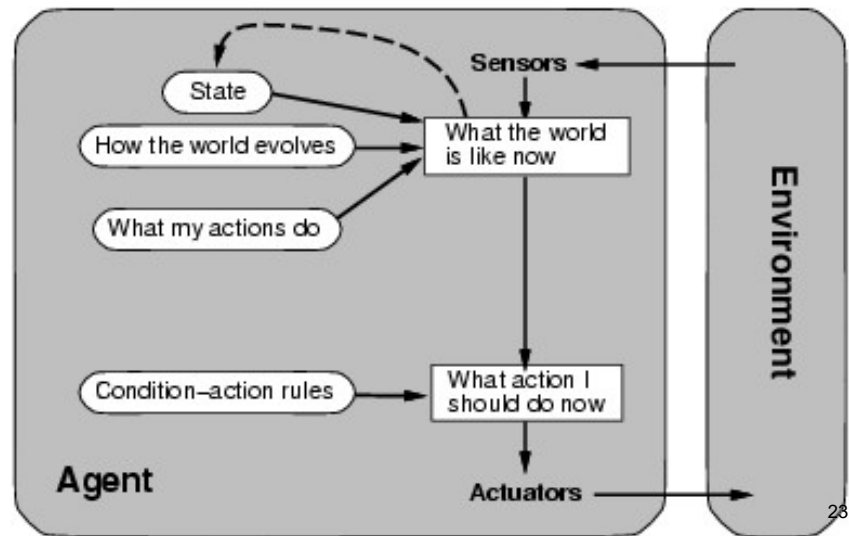 Sensors
State
What the world
is like now
How the world evolves
What my actions do
Environment
Condition–action rules
What action I
should do now
Agent
Actuators
23